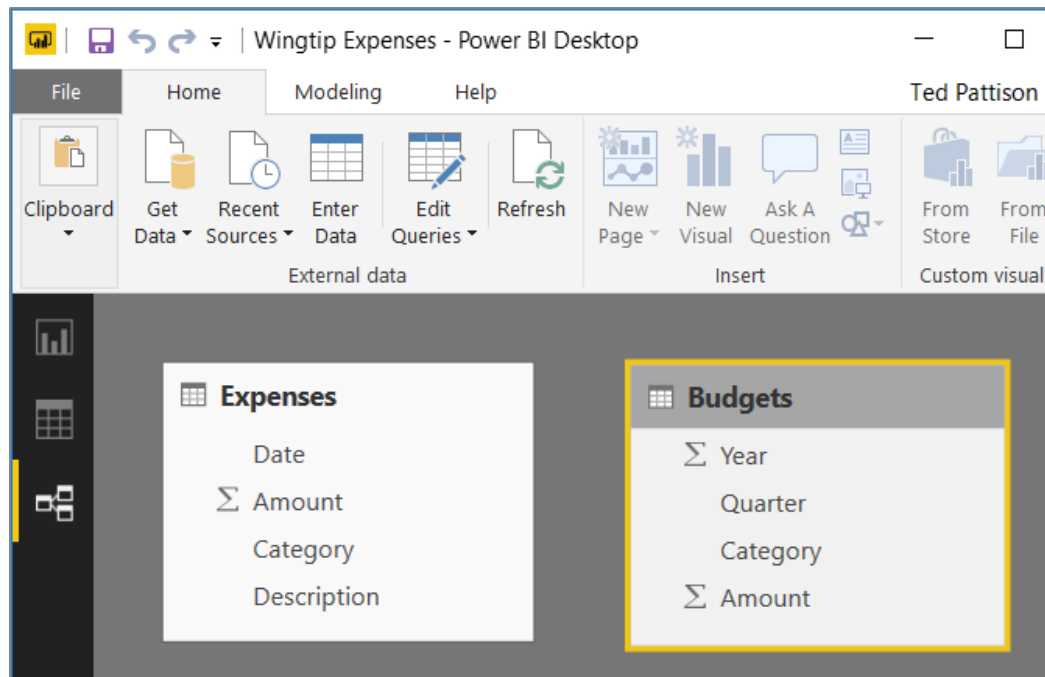 Wingtip Expenses - Power BI Desktop
File Home Modeling Help Ted Pattison
Clipboard
Get Data
Recent Sources
Enter Data
Edit Queries
Refresh
New Page
New Visual
Ask A Question
From Store
From File
External data Insert Custom visual
Expenses
Date
Σ Amount
Category
Description
Budgets
Σ Year
Quarter
Category
Σ Amount